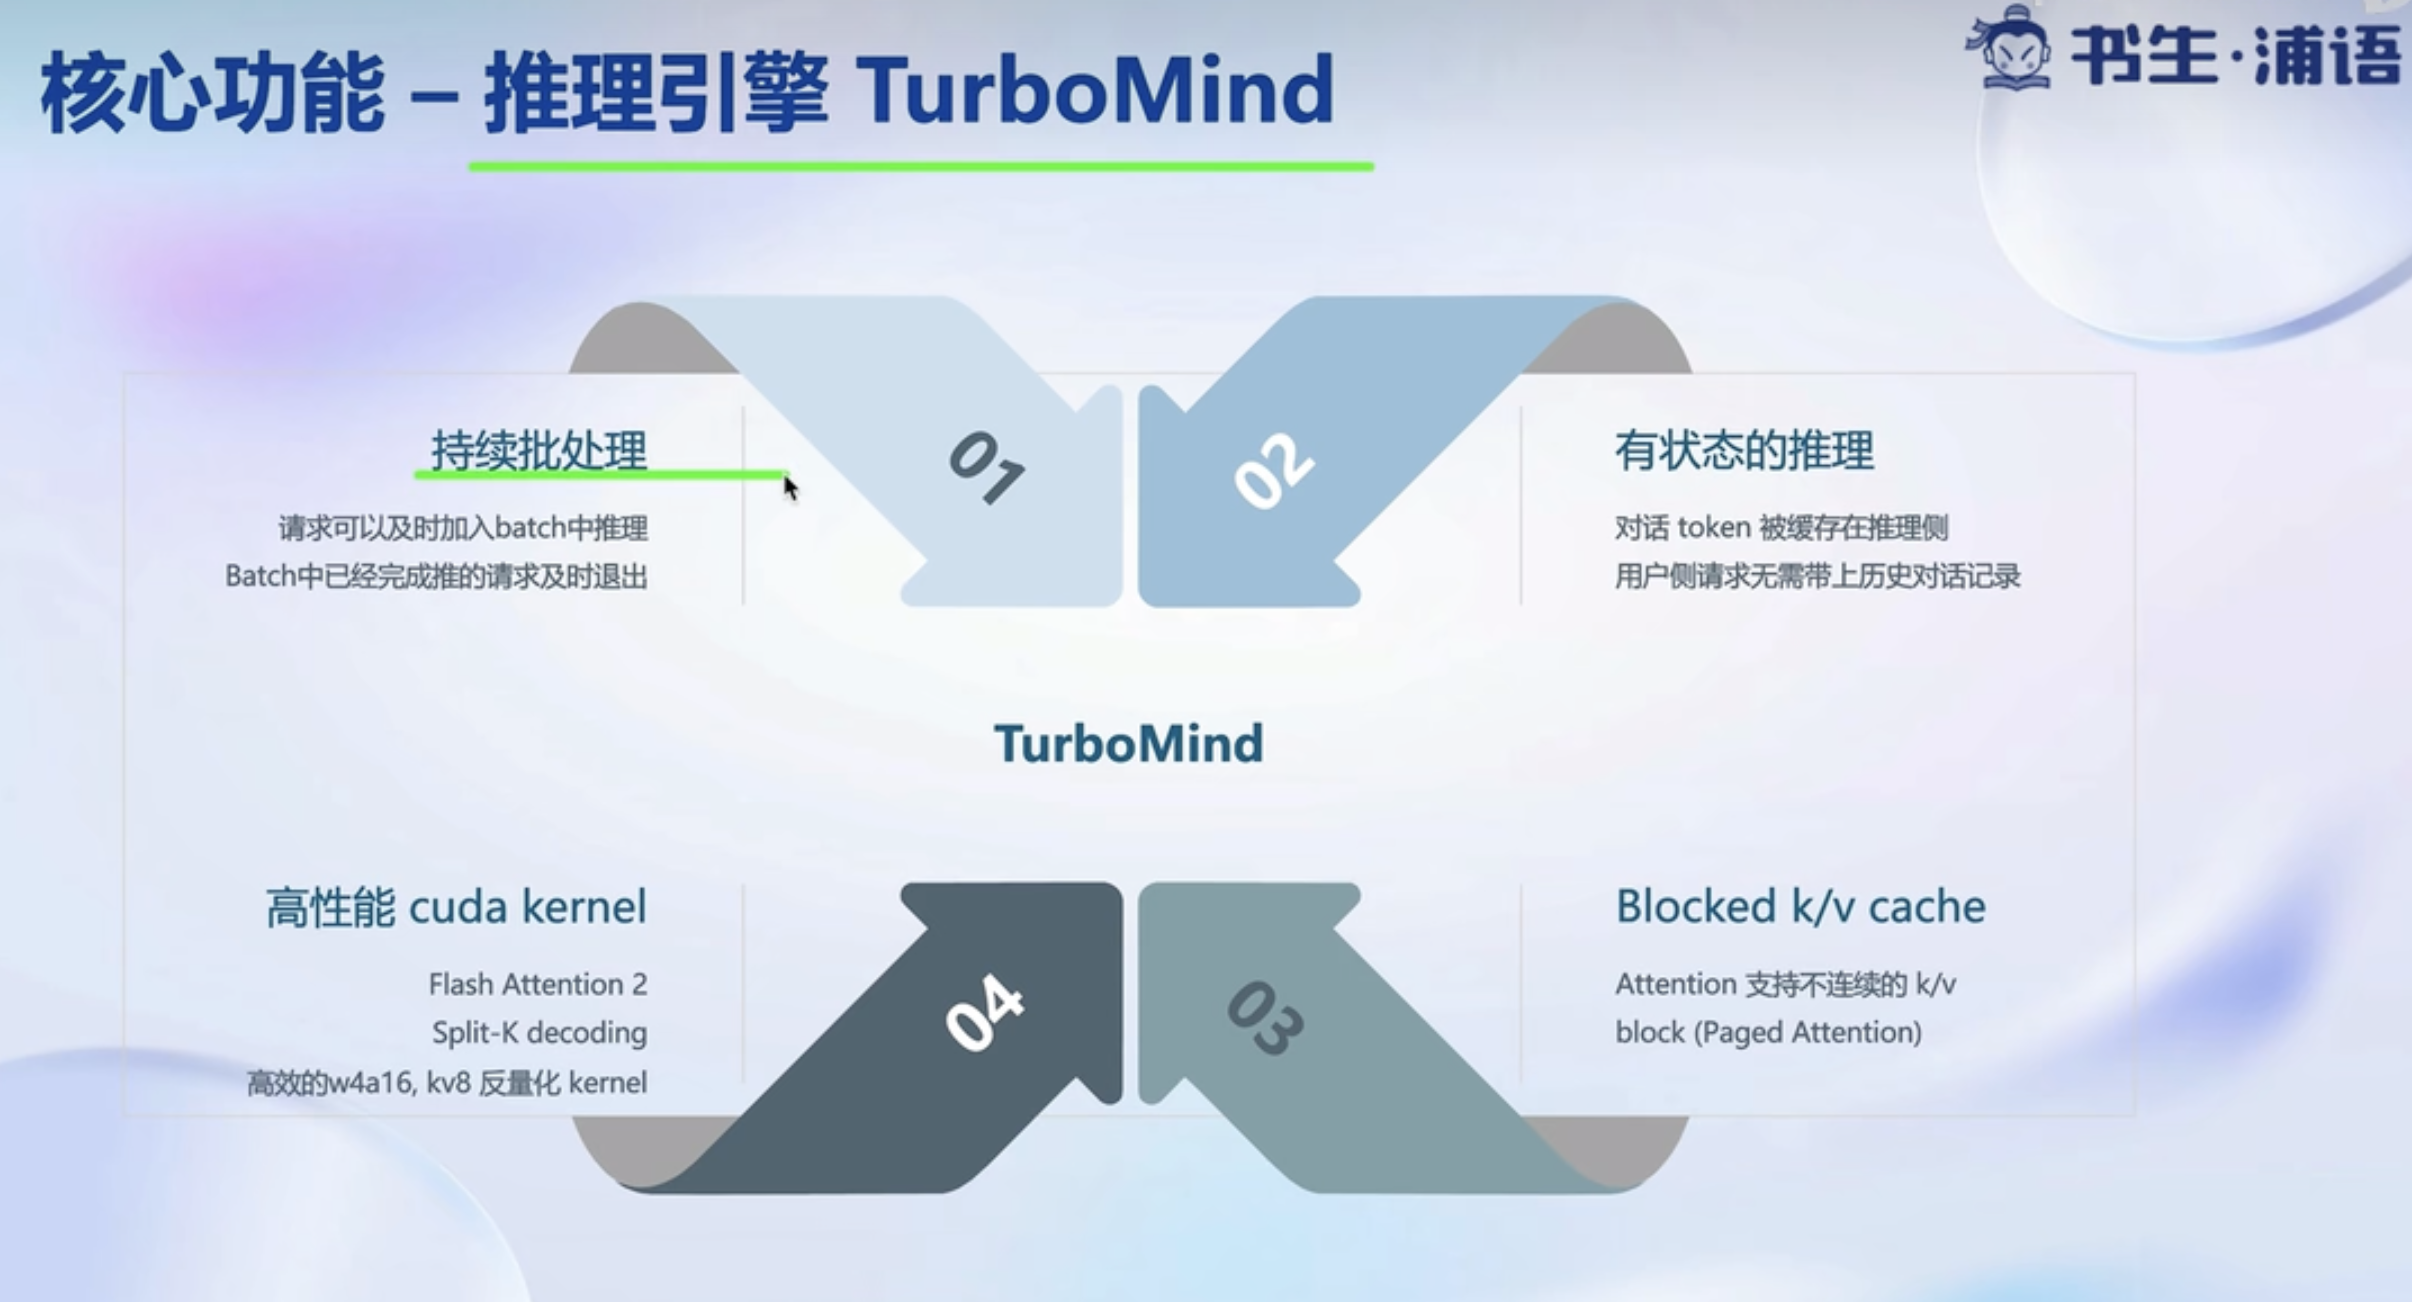 核心功能 – 推理引擎 TurboMind
书生·浦语
持续批处理
请求可以及时加入batch中推理
Batch中已经完成推的请求及时退出
01
02
有状态的推理
对话 token 被缓存在推理侧
用户侧请求无需带上历史对话记录
TurboMind
高性能 cuda kernel
Flash Attention 2
Split-K decoding
高效的w4a16, kv8 反量化 kernel
04
03
Blocked k/v cache
Attention 支持不连续的 k/v
block (Paged Attention)